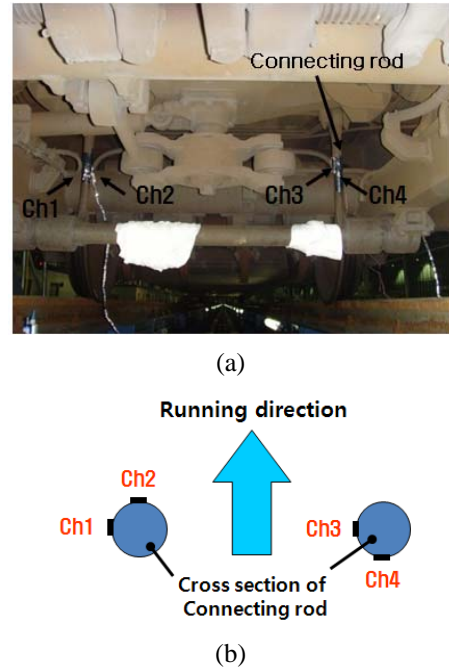 Connecting rod
Ch1
Ch2
Ch3
Ch4
(a)
Running direction
Ch2
Ch1
Ch3
Ch4
Cross section of
Connecting rod
(b)